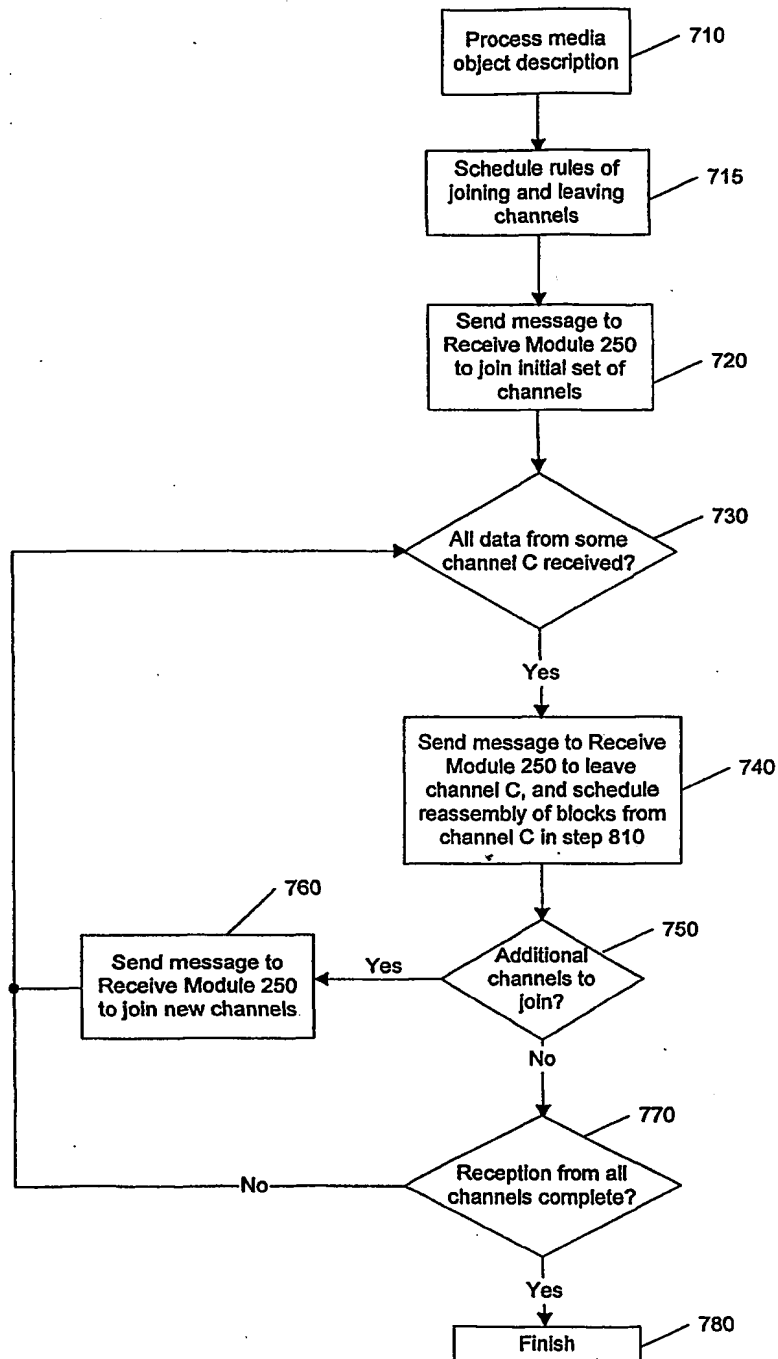 Process media
object description
710
Schedule rules of
joining and leaving
channels
715
Send message to
Receive Module 250
to join initial set of
channels
720
All data from some
channel C received?
730
Yes
Send message to Receive
Module 250 to leave
channel C, and schedule
reassembly of blocks from
channel C in step 810
740
Additional
channels to
join?
750
Yes
Send message to
Receive Module 250
to join new channels
760
No
Reception from all
channels complete?
770
No
Yes
Finish
780